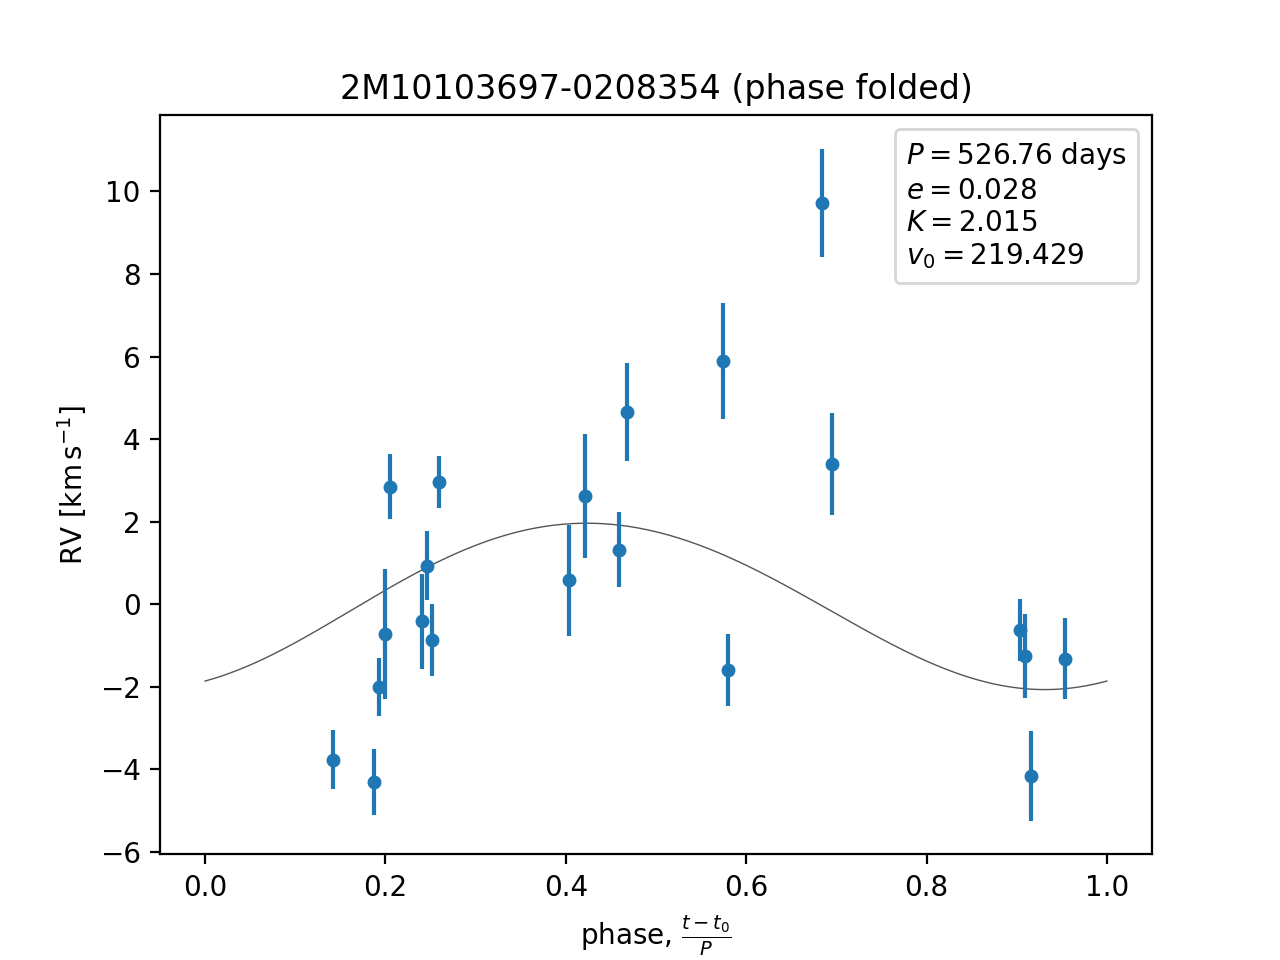 2M10103697-0208354 (phase folded)
P = 526.76 days
e = 0.028
K = 2.015
v₀ = 219.429
RV [km s⁻¹]
10
8
6
4
2
0
−2
−4
−6
0.0 0.2 0.4 0.6 0.8 1.0
phase, (t − t₀)/P